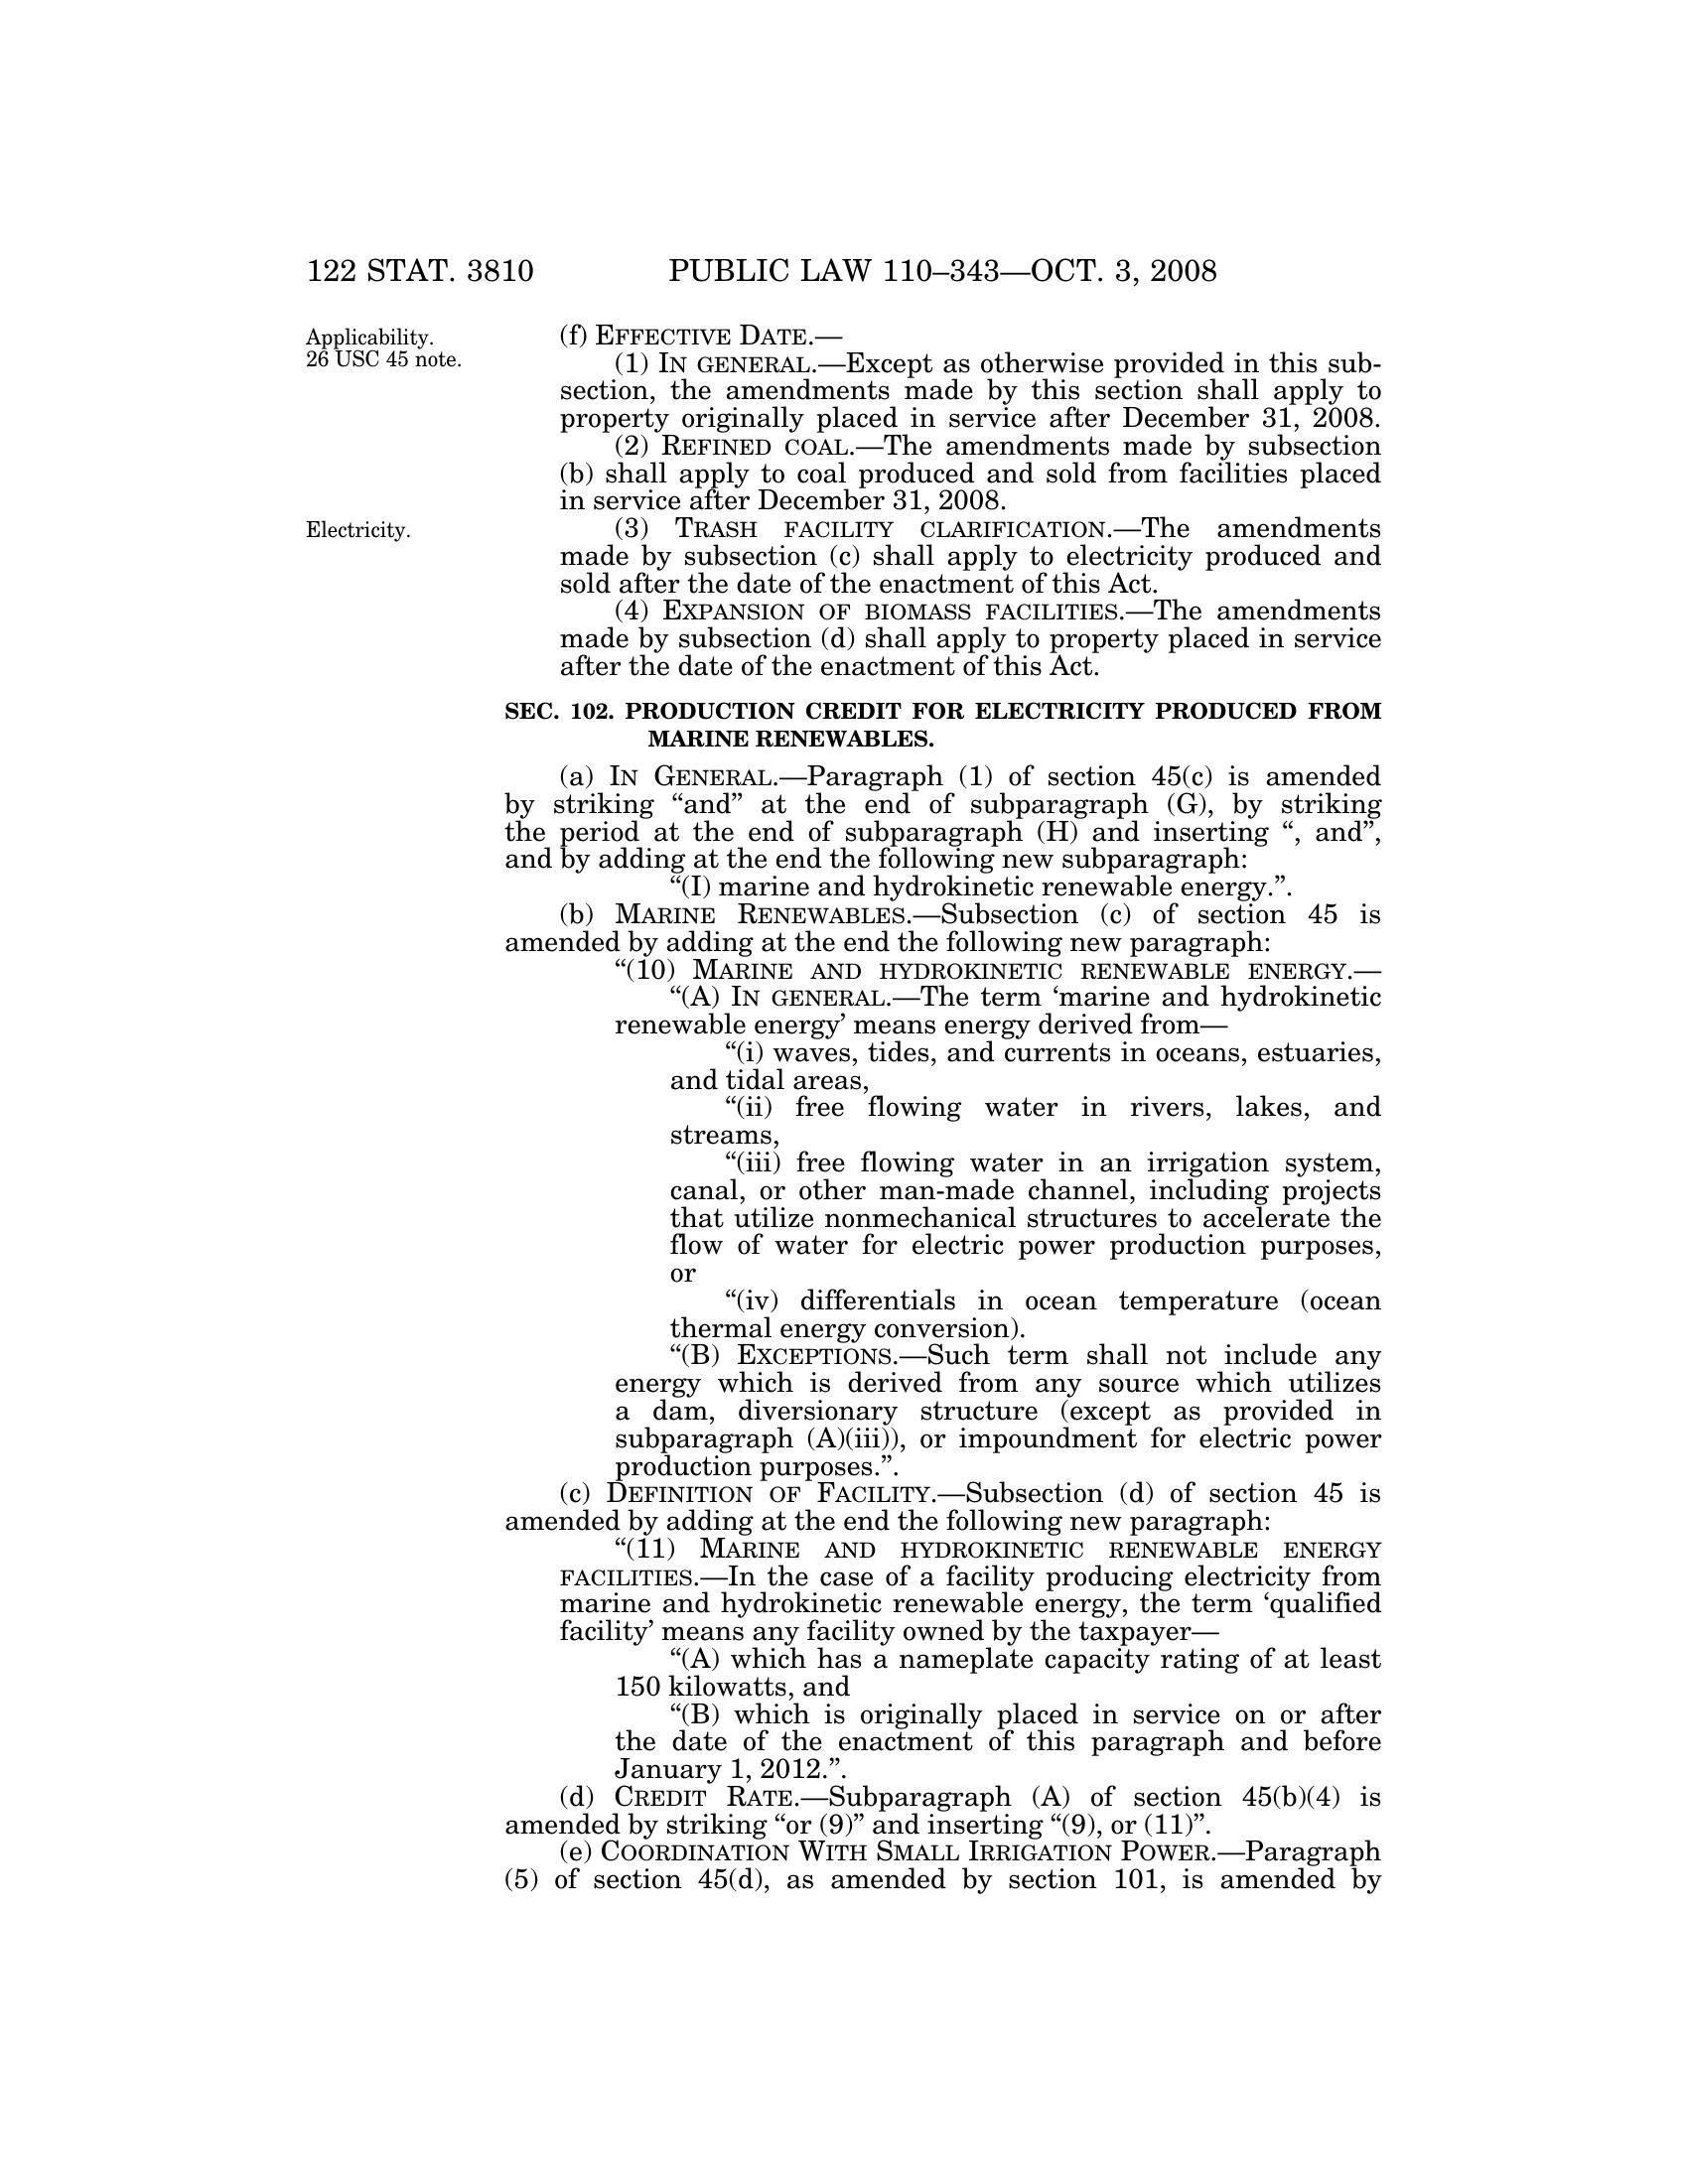 122 STAT. 3810 PUBLIC LAW 110–343—OCT. 3, 2008
Applicability.
26 USC 45 note.
(f) EFFECTIVE DATE.—
(1) IN GENERAL.—Except as otherwise provided in this sub-
section, the amendments made by this section shall apply to
property originally placed in service after December 31, 2008.
(2) REFINED COAL.—The amendments made by subsection
(b) shall apply to coal produced and sold from facilities placed
in service after December 31, 2008.
Electricity.
(3) TRASH FACILITY CLARIFICATION.—The amendments
made by subsection (c) shall apply to electricity produced and
sold after the date of the enactment of this Act.
(4) EXPANSION OF BIOMASS FACILITIES.—The amendments
made by subsection (d) shall apply to property placed in service
after the date of the enactment of this Act.
SEC. 102. PRODUCTION CREDIT FOR ELECTRICITY PRODUCED FROM
MARINE RENEWABLES.
(a) IN GENERAL.—Paragraph (1) of section 45(c) is amended
by striking “and” at the end of subparagraph (G), by striking
the period at the end of subparagraph (H) and inserting “, and”,
and by adding at the end the following new subparagraph:
“(I) marine and hydrokinetic renewable energy.”.
(b) MARINE RENEWABLES.—Subsection (c) of section 45 is
amended by adding at the end the following new paragraph:
“(10) MARINE AND HYDROKINETIC RENEWABLE ENERGY.—
“(A) IN GENERAL.—The term ‘marine and hydrokinetic
renewable energy’ means energy derived from—
“(i) waves, tides, and currents in oceans, estuaries,
and tidal areas,
“(ii) free flowing water in rivers, lakes, and
streams,
“(iii) free flowing water in an irrigation system,
canal, or other man-made channel, including projects
that utilize nonmechanical structures to accelerate the
flow of water for electric power production purposes,
or
“(iv) differentials in ocean temperature (ocean
thermal energy conversion).
“(B) EXCEPTIONS.—Such term shall not include any
energy which is derived from any source which utilizes
a dam, diversionary structure (except as provided in
subparagraph (A)(iii)), or impoundment for electric power
production purposes.”.
(c) DEFINITION OF FACILITY.—Subsection (d) of section 45 is
amended by adding at the end the following new paragraph:
“(11) MARINE AND HYDROKINETIC RENEWABLE ENERGY
FACILITIES.—In the case of a facility producing electricity from
marine and hydrokinetic renewable energy, the term ‘qualified
facility’ means any facility owned by the taxpayer—
“(A) which has a nameplate capacity rating of at least
150 kilowatts, and
“(B) which is originally placed in service on or after
the date of the enactment of this paragraph and before
January 1, 2012.”.
(d) CREDIT RATE.—Subparagraph (A) of section 45(b)(4) is
amended by striking “or (9)” and inserting “(9), or (11)”.
(e) COORDINATION WITH SMALL IRRIGATION POWER.—Paragraph
(5) of section 45(d), as amended by section 101, is amended by